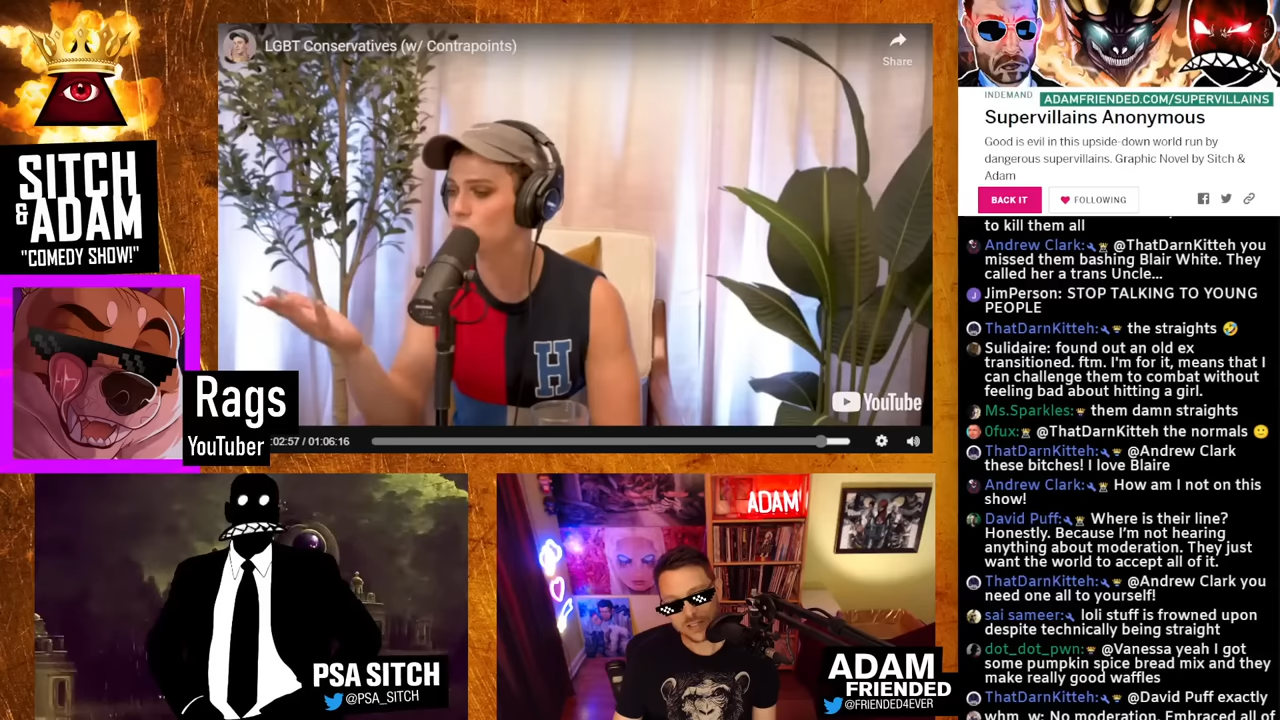 SITCH
& ADAM
"COMEDY SHOW!"
LGBT Conservatives (w/ Contrapoints)
Share
H
YouTube
:02:57 / 01:06:16
Rags
YouTuber
PSA SITCH
@PSA_SITCH
ADAM
ADAM
FRIENDED
@FRIENDED4EVER
INDEMAND
ADAMFRIENDED.COM/SUPERVILLAINS
Supervillains Anonymous
Good is evil in this upside-down world run by
dangerous supervillains. Graphic Novel by Sitch &
Adam
BACK IT
FOLLOWING
to kill them all
Andrew Clark: @ThatDarnKitteh you
missed them bashing Blair White. They
called her a trans Uncle...
J JimPerson: STOP TALKING TO YOUNG
PEOPLE
ThatDarnKitteh: the straights 🤣
Sulidaire: found out an old ex
transitioned. ftm. I'm for it, means that I
can challenge them to combat without
feeling bad about hitting a girl.
Ms.Sparkles: them damn straights
0fux: @ThatDarnKitteh the normals 🙂
ThatDarnKitteh: @Andrew Clark
these bitches! I love Blaire
Andrew Clark: How am I not on this
show!
David Puff: Where is their line?
Honestly. Because I'm not hearing
anything about moderation. They just
want the world to accept all of it.
ThatDarnKitteh: @Andrew Clark you
need one all to yourself!
sai sameer: loli stuff is frowned upon
despite technically being straight
dot_dot_pwn: @Vanessa yeah I got
some pumpkin spice bread mix and they
make really good waffles
ThatDarnKitteh: @David Puff exactly
whm_w: No moderation. Embraced all of